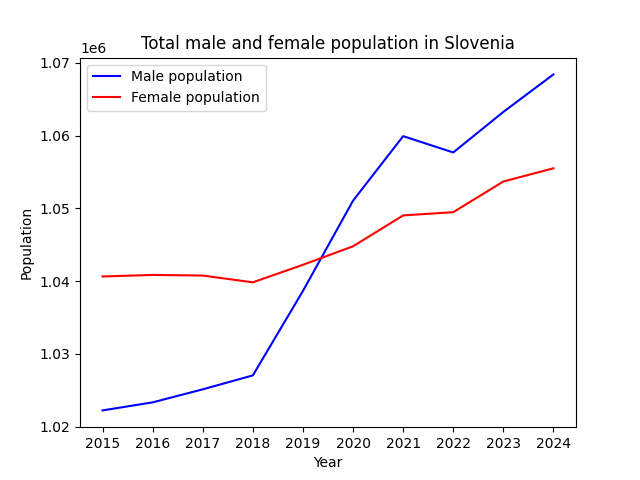 Total male and female population in Slovenia
1e6
Male population
Female population
1.07
1.06
1.05
1.04
1.03
1.02
Population
2015 2016 2017 2018 2019 2020 2021 2022 2023 2024
Year